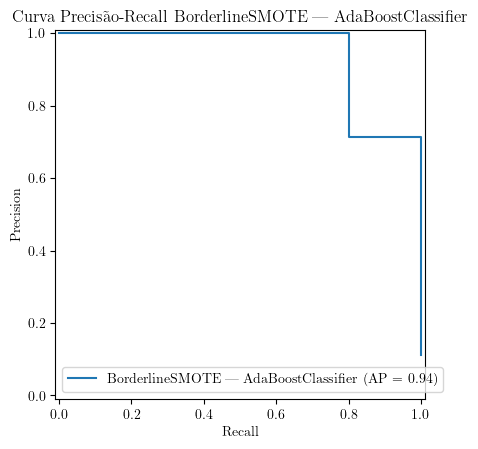 Curva Precisão-Recall BorderlineSMOTE — AdaBoostClassifier
1.0
0.8
0.6
0.4
0.2
0.0
Precision
BorderlineSMOTE — AdaBoostClassifier (AP = 0.94)
0.0 0.2 0.4 0.6 0.8 1.0
Recall